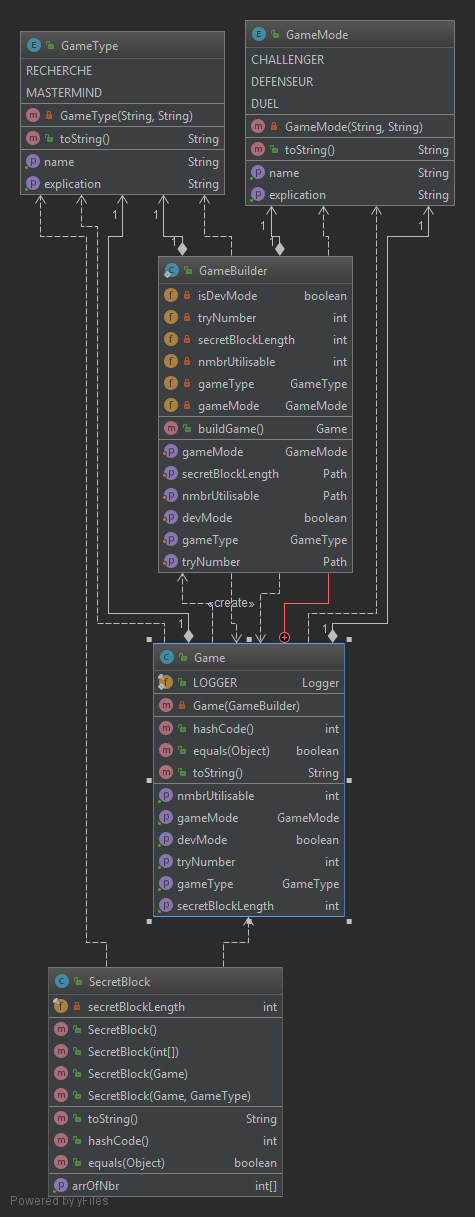 GameType
RECHERCHE
MASTERMIND
GameType(String, String)
toString() String
name String
explication String
GameMode
CHALLENGER
DEFENSEUR
DUEL
GameMode(String, String)
toString() String
name String
explication String
1
1
1
1
1
1
GameBuilder
isDevMode boolean
tryNumber int
secretBlockLength int
nmbrUtilisable int
gameType GameType
gameMode GameMode
buildGame() Game
gameMode GameMode
secretBlockLength Path
nmbrUtilisable Path
devMode boolean
gameType GameType
tryNumber Path
«create»
1
1
Game
LOGGER Logger
Game(GameBuilder)
hashCode() int
equals(Object) boolean
toString() String
nmbrUtilisable int
gameMode GameMode
devMode boolean
tryNumber int
gameType GameType
secretBlockLength int
SecretBlock
secretBlockLength int
SecretBlock()
SecretBlock(int[])
SecretBlock(Game)
SecretBlock(Game, GameType)
toString() String
hashCode() int
equals(Object) boolean
arrOfNbr int[]
Powered by yFiles